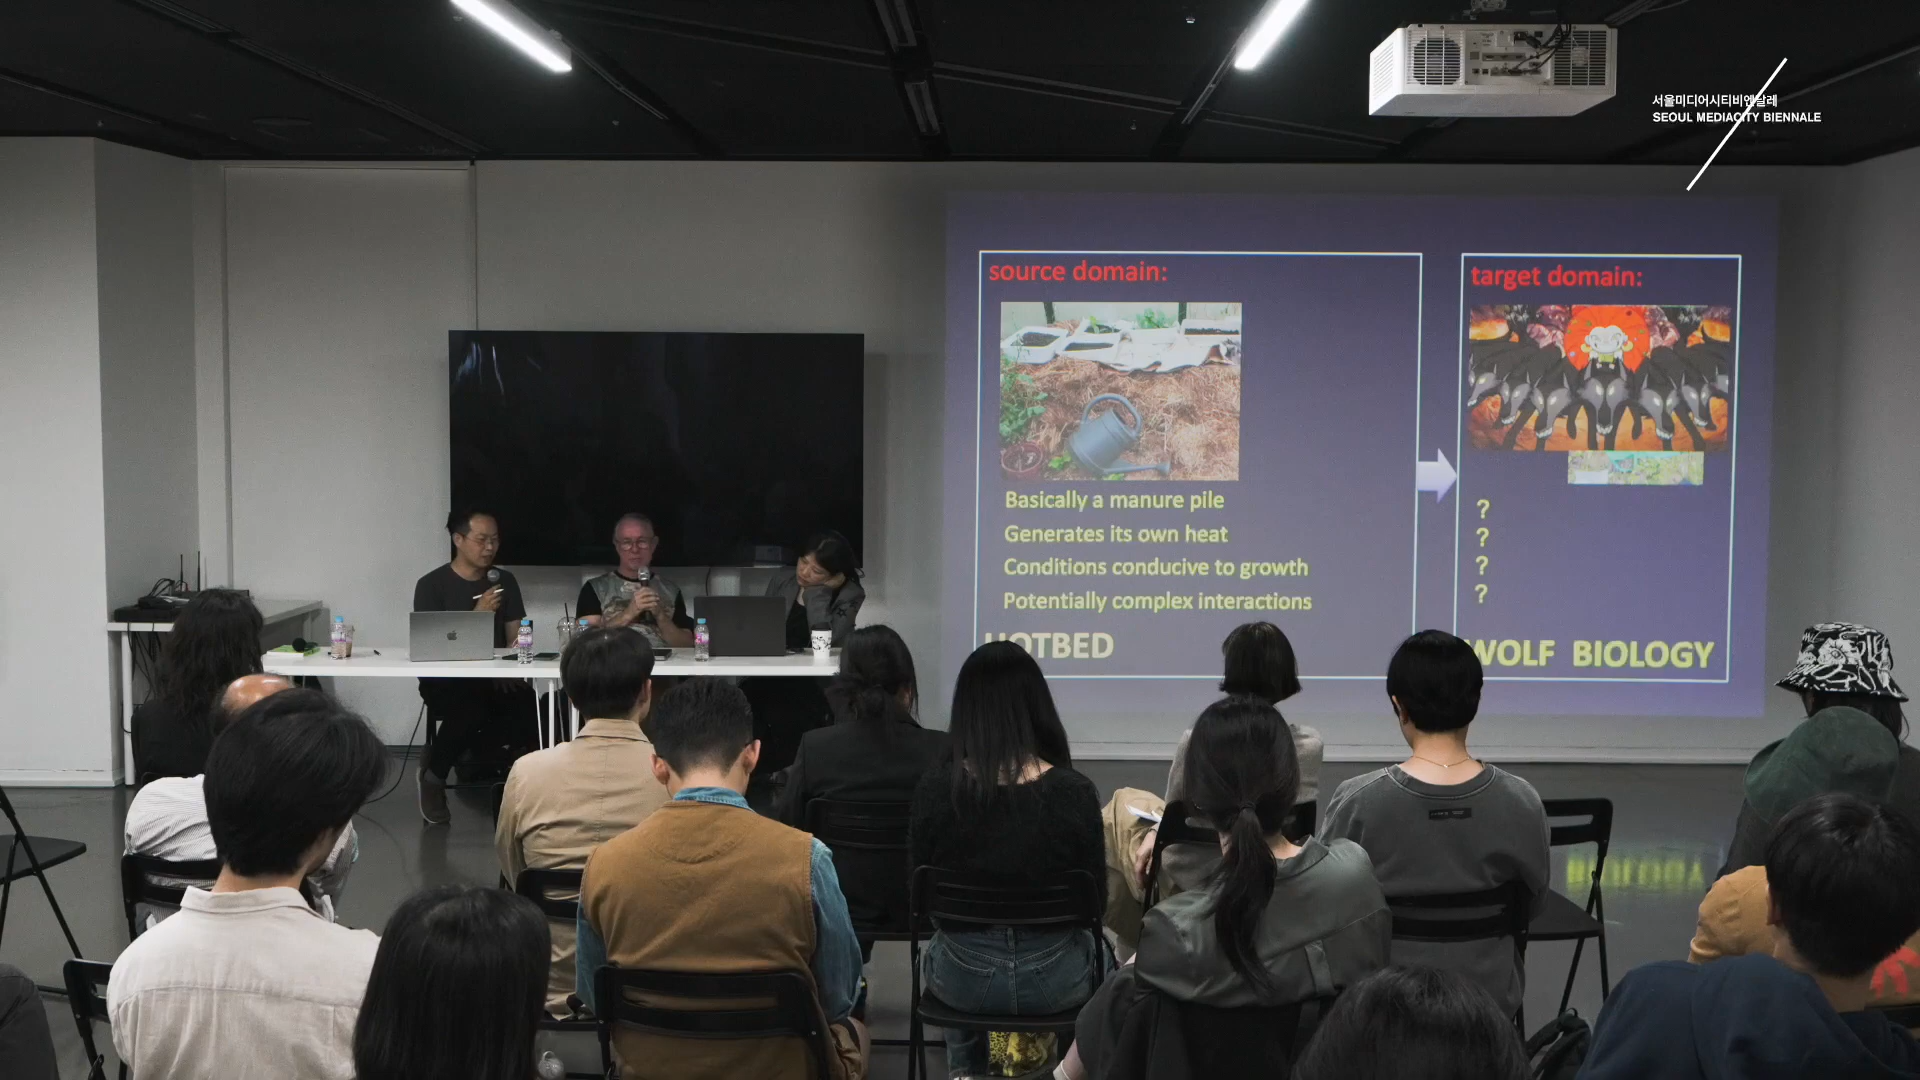 서울미디어시티비엔날레
SEOUL MEDIACITY BIENNALE
source domain:
Basically a manure pile
Generates its own heat
Conditions conducive to growth
Potentially complex interactions
HOTBED
target domain:
?
?
?
?
WOLF BIOLOGY